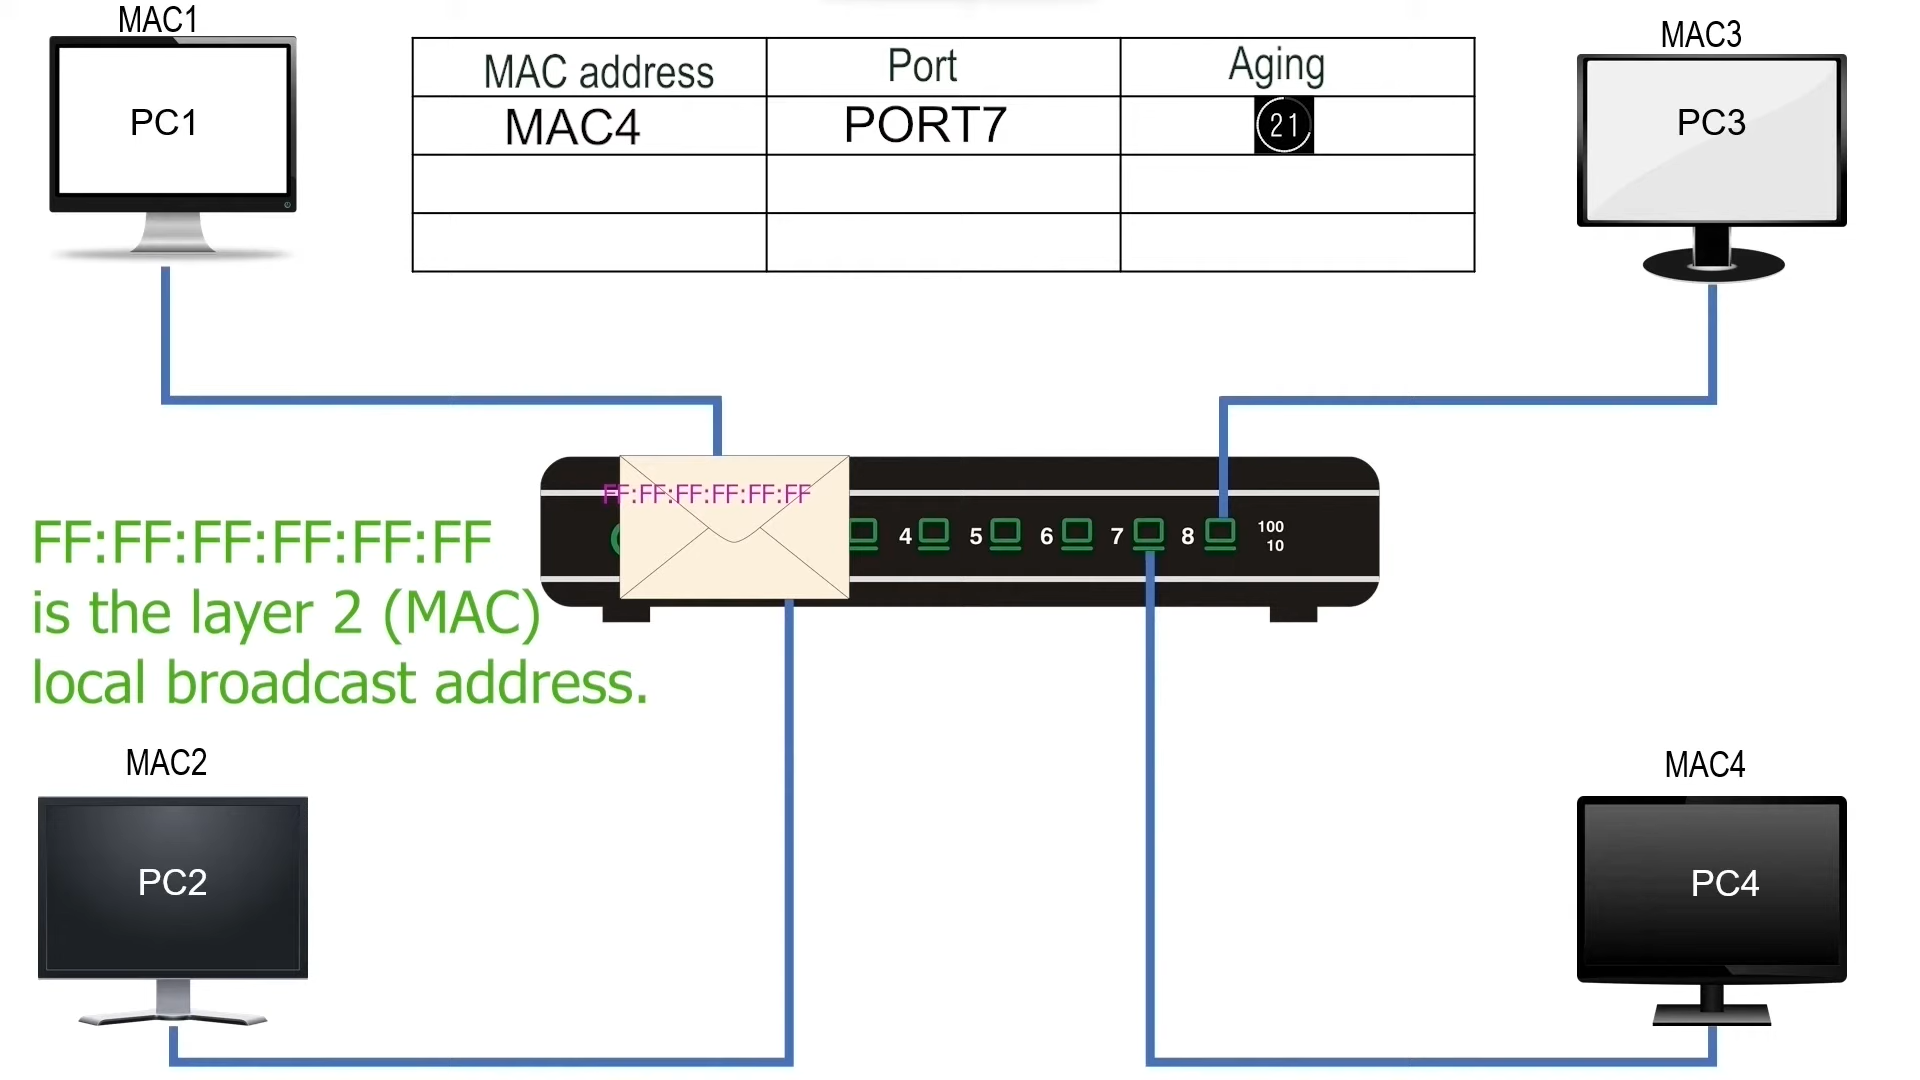 MAC1
MAC3
PC1
MAC address Port Aging
MAC4 PORT7 21
PC3
FF:FF:FF:FF:FF:FF
4 5 6 7 8 100
10
FF:FF:FF:FF:FF:FF
is the layer 2 (MAC)
local broadcast address.
MAC2
MAC4
PC2
PC4